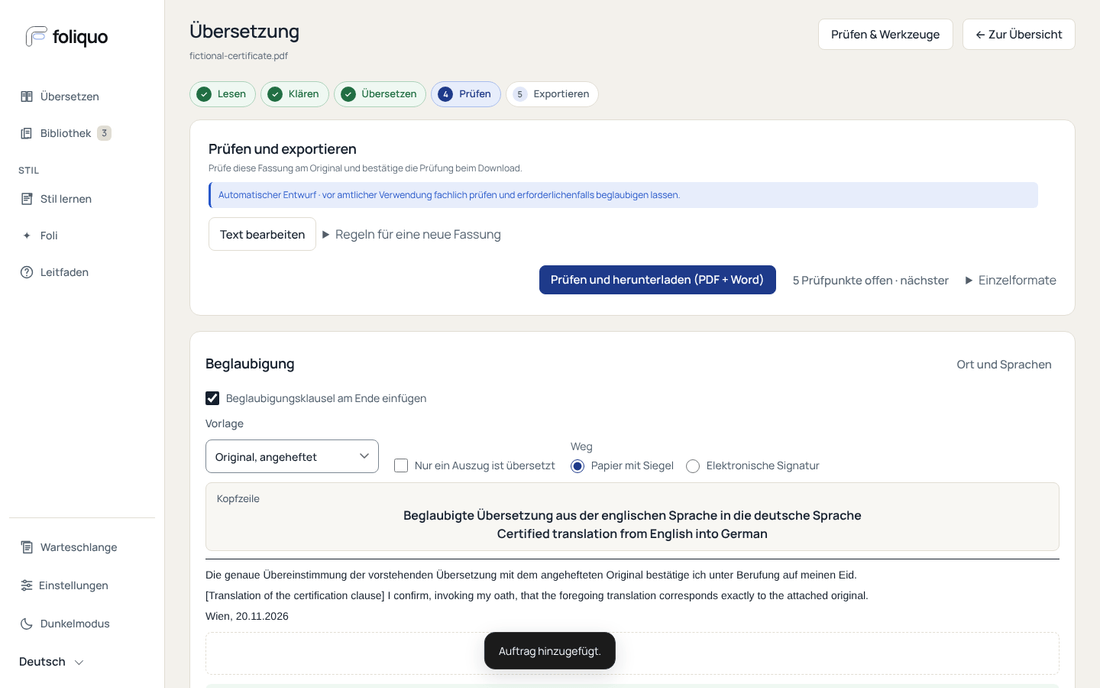 foliquo
Übersetzen
Bibliothek 3
STIL
Stil lernen
Foli
Leitfaden
Warteschlange
Einstellungen
Dunkelmodus
Deutsch
Übersetzung
fictional-certificate.pdf
Prüfen & Werkzeuge
← Zur Übersicht
Lesen
Klären
Übersetzen
4 Prüfen
5 Exportieren
Prüfen und exportieren
Prüfe diese Fassung am Original und bestätige die Prüfung beim Download.
Automatischer Entwurf · vor amtlicher Verwendung fachlich prüfen und erforderlichenfalls beglaubigen lassen.
Text bearbeiten
Regeln für eine neue Fassung
Prüfen und herunterladen (PDF + Word)
5 Prüfpunkte offen · nächster
Einzelformate
Beglaubigung
Ort und Sprachen
Beglaubigungsklausel am Ende einfügen
Vorlage
Original, angeheftet
Nur ein Auszug ist übersetzt
Weg
Papier mit Siegel
Elektronische Signatur
Kopfzeile
Beglaubigte Übersetzung aus der englischen Sprache in die deutsche Sprache
Certified translation from English into German
Die genaue Übereinstimmung der vorstehenden Übersetzung mit dem angehefteten Original bestätige ich unter Berufung auf meinen Eid.
[Translation of the certification clause] I confirm, invoking my oath, that the foregoing translation corresponds exactly to the attached original.
Wien, 20.11.2026
Auftrag hinzugefügt.